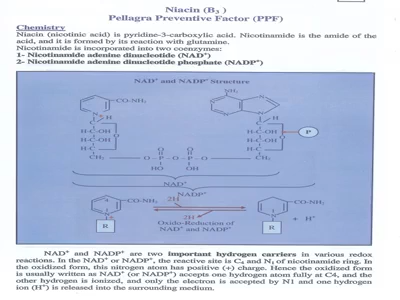 Niacin (B₃ )
Pellagra Preventive Factor (PPF)
Chemistry
Niacin (nicotinic acid) is pyridine-3-carboxylic acid. Nicotinamide is the amide of
the acid, and it is formed by its reaction with glutamine.
Nicotinamide is incorporated into two coenzymes:
1- Nicotinamide adenine dinucleotide (NAD⁺)
2- Nicotinamide adenine dinucleotide phosphate (NADP⁺)
NAD⁺ and NADP⁺ Structure
NH₂
CO-NH₂
N
H
H-C-OH
H-C-OH
P
H-C-OH
H-C-OH
H-C
H-C
CH₂
O - P - O - P - O
CH₂
HO
OH
NAD⁺
NADP⁺
CO-NH₂
2H
2H
CO-NH₂
+ H⁺
R
Oxido-Reduction of
NAD⁺ and NADP⁺
R
NAD⁺ and NADP⁺ are two important hydrogen carriers in various redox
reactions. In the NAD⁺ or NADP⁺, the reactive site is C₄ and N₁ of nicotinamide ring. In
the oxidized form, this nitrogen atom has positive (+) charge. Hence the oxidized form
is usually written as NAD⁺ (or NADP⁺) accepts one hydrogen atom fully at C4, and the
other hydrogen is ionized, and only the electron is accepted by N1 and one hydrogen
ion (H⁺) is released into the surrounding medium.